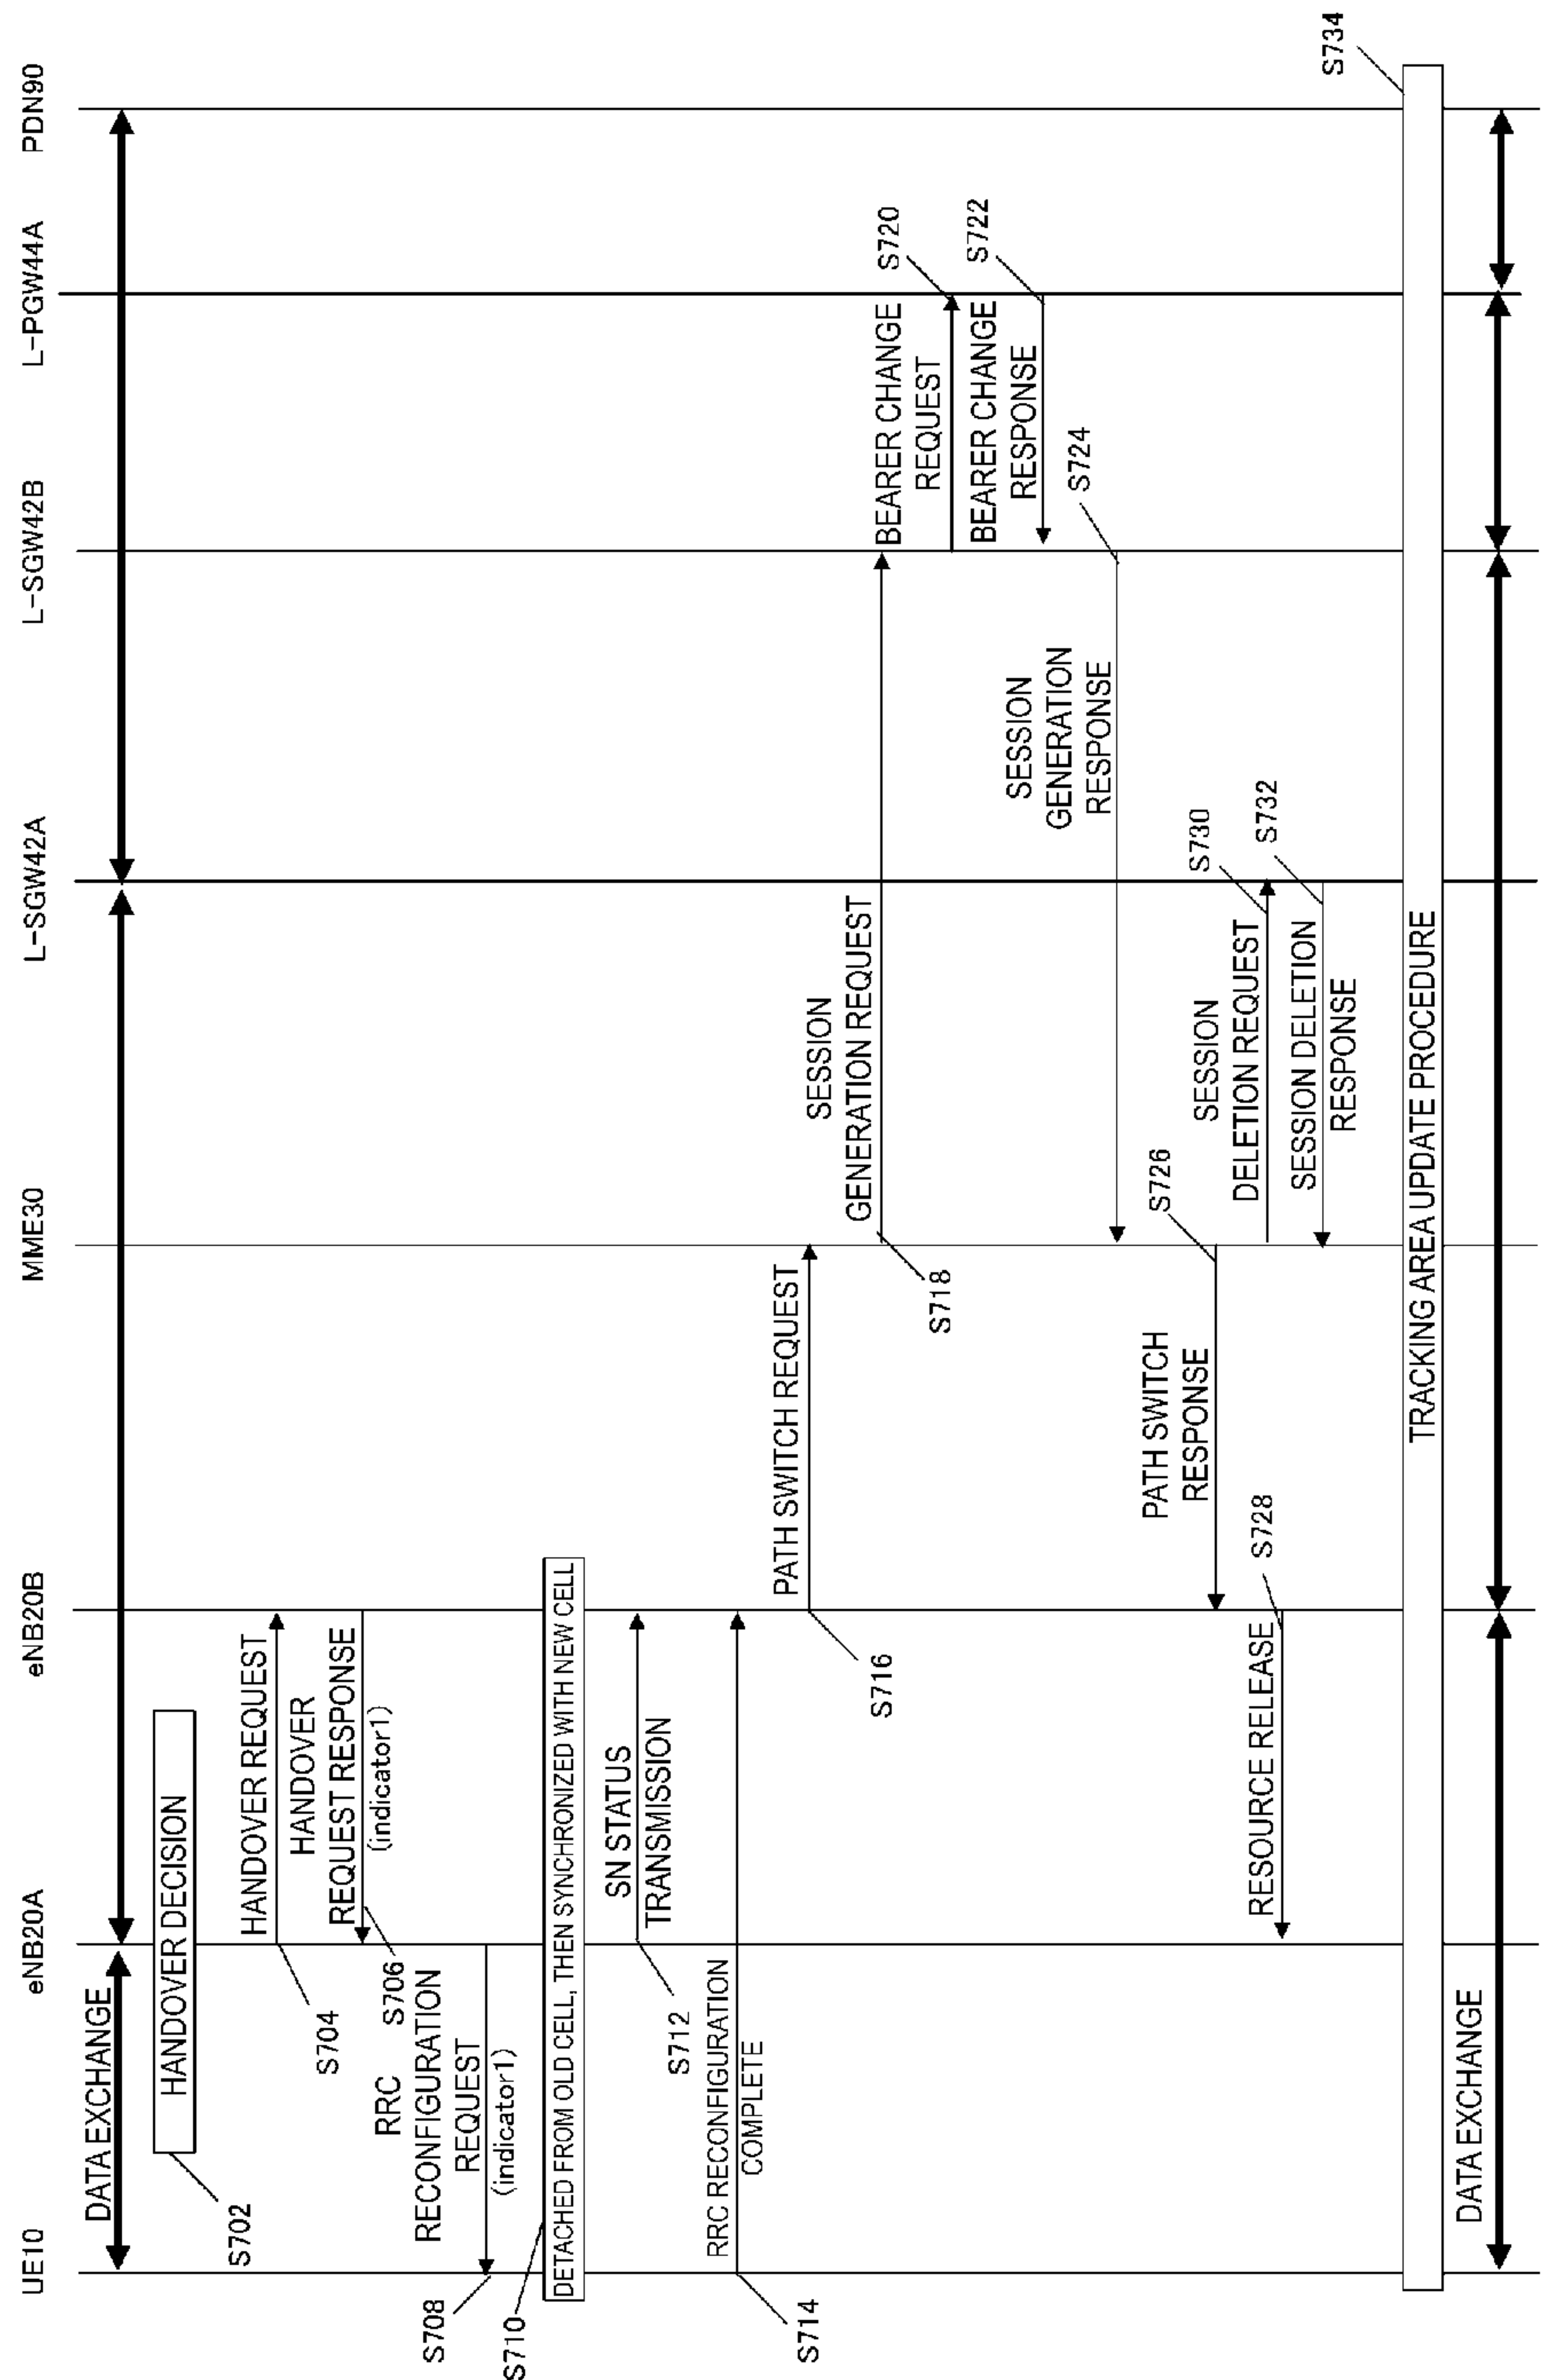 UE10
eNB20A
eNB20B
MME30
L-SGW42A
L-SGW42B
L-PGW44A
PDN90
DATA EXCHANGE
HANDOVER DECISION
S702
HANDOVER REQUEST
S704
HANDOVER
REQUEST RESPONSE
(indicator1)
S706
RRC
RECONFIGURATION
REQUEST
(indicator1)
S708
DETACHED FROM OLD CELL, THEN SYNCHRONIZED WITH NEW CELL
S710
SN STATUS
TRANSMISSION
S712
RRC RECONFIGURATION
COMPLETE
S714
PATH SWITCH REQUEST
S716
SESSION
GENERATION REQUEST
S718
BEARER CHANGE
REQUEST
S720
BEARER CHANGE
RESPONSE
S722
SESSION
GENERATION
RESPONSE
S724
PATH SWITCH
RESPONSE
S726
RESOURCE RELEASE
S728
SESSION
DELETION REQUEST
S730
SESSION DELETION
RESPONSE
S732
TRACKING AREA UPDATE PROCEDURE
S734
DATA EXCHANGE